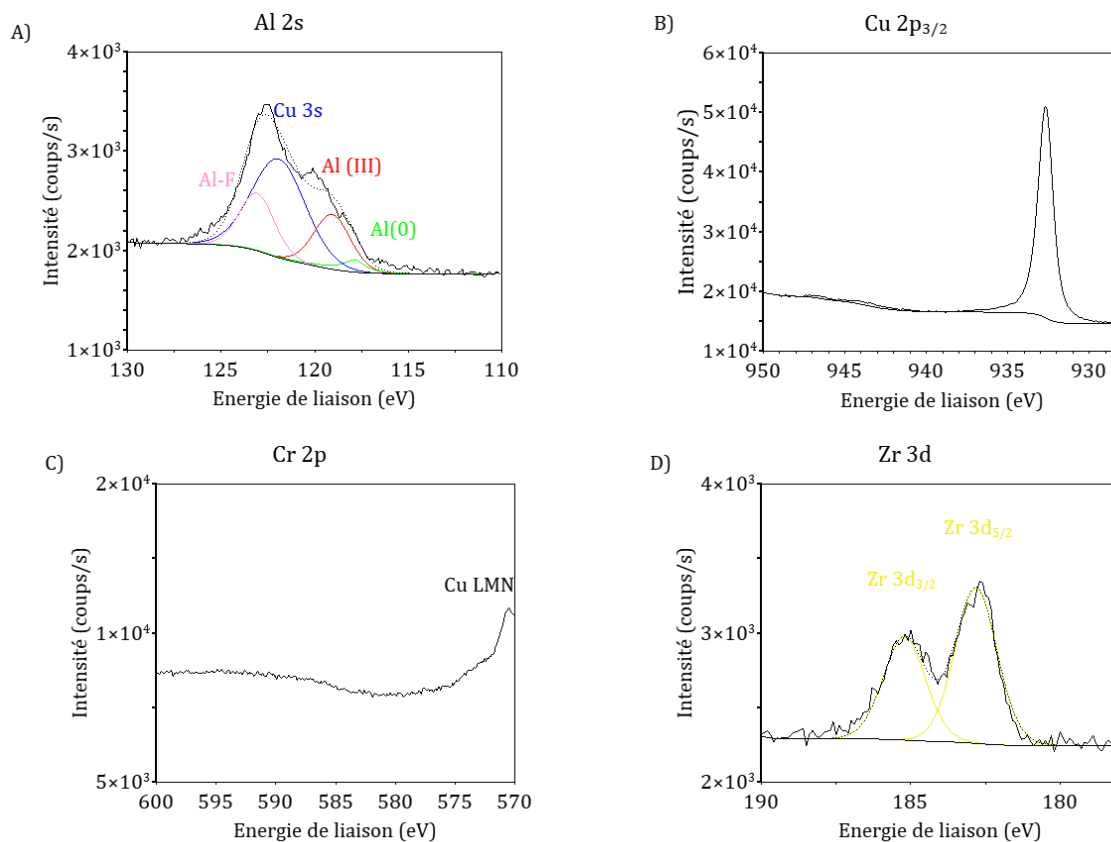 A)
Al 2s
Intensité (coups/s)
4×10³
3×10³
2×10³
1×10³
Cu 3s
Al (III)
Al-F
Al(0)
130 125 120 115 110
Energie de liaison (eV)
B)
Cu 2p3/2
Intensité (coups/s)
6×10⁴
5×10⁴
4×10⁴
3×10⁴
2×10⁴
1×10⁴
950 945 940 935 930
Energie de liaison (eV)
C)
Cr 2p
Intensité (coups/s)
2×10⁴
1×10⁴
5×10³
Cu LMN
600 595 590 585 580 575 570
Energie de liaison (eV)
D)
Zr 3d
Intensité (coups/s)
4×10³
3×10³
2×10³
Zr 3d5/2
Zr 3d3/2
190 185 180
Energie de liaison (eV)